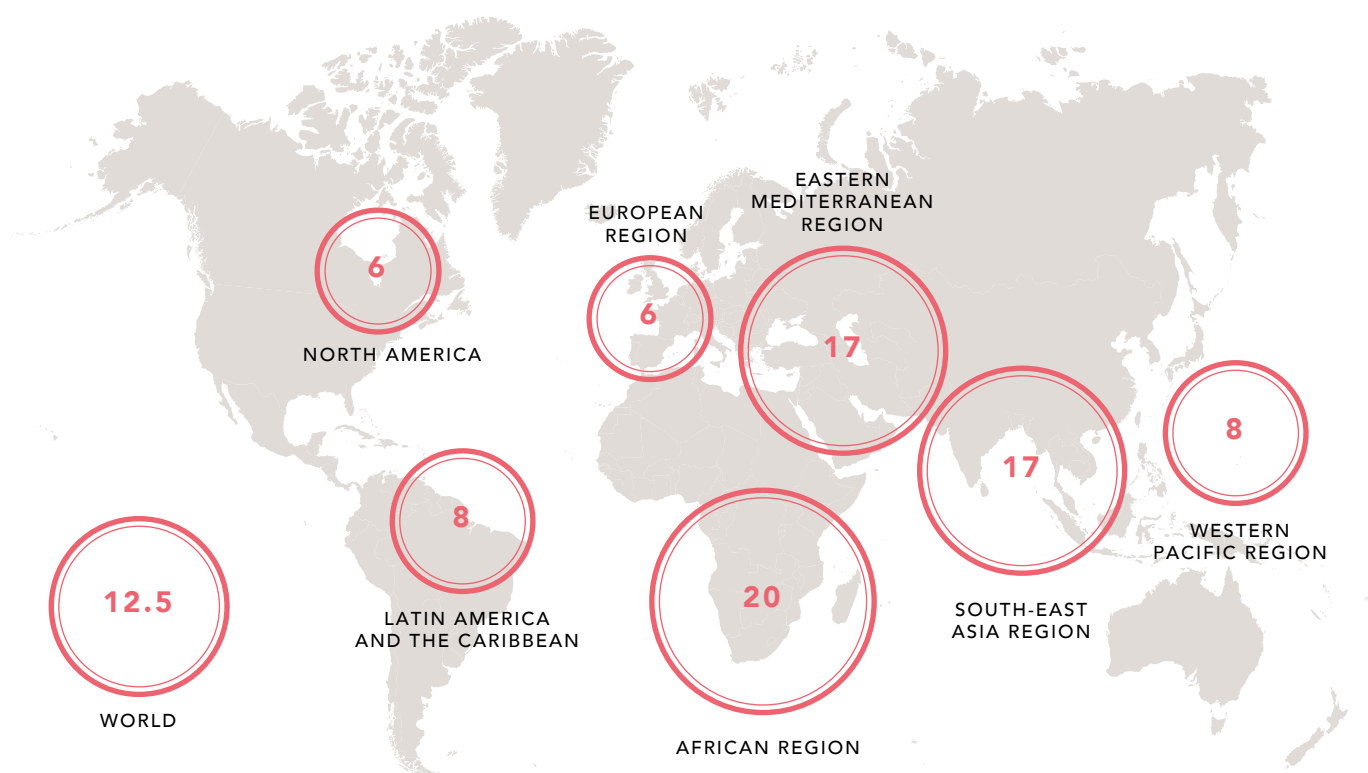 EASTERN
MEDITERRANEAN
REGION
EUROPEAN
REGION
6
6
17
NORTH AMERICA
8
17
8
LATIN AMERICA
AND THE CARIBBEAN
WESTERN
PACIFIC REGION
12.5
20
SOUTH-EAST
ASIA REGION
WORLD
AFRICAN REGION